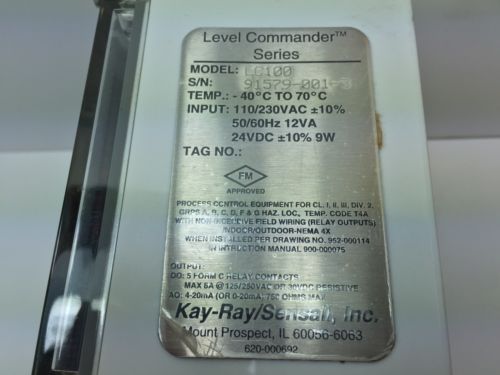 Level Commander™
Series
MODEL: LC100
S/N: 91579-001-
TEMP.: - 40°C TO 70°C
INPUT: 110/230VAC ±10%
50/60Hz 12VA
24VDC ±10% 9W
TAG NO.:
FM
APPROVED
PROCESS CONTROL EQUIPMENT FOR CL. I, II, III, DIV. 2,
GRPS A, B, C, D, F & G HAZ. LOC., TEMP. CODE T4A
WITH NON-INCENDIVE FIELD WIRING (RELAY OUTPUTS)
INDOOR/OUTDOOR-NEMA 4X
WHEN INSTALLED PER DRAWING NO. 952-000114
IN INTRUCTION MANUAL 900-000075
OUTPUT:
DO: 5 FORM C RELAY CONTACTS
MAX 5A @ 125/250VAC OR 30VDC RESISTIVE
AO: 4-20mA (OR 0-20mA) 750 OHMS MAX
Kay-Ray/Sensall, Inc.
Mount Prospect, IL 60056-6063
620-000692